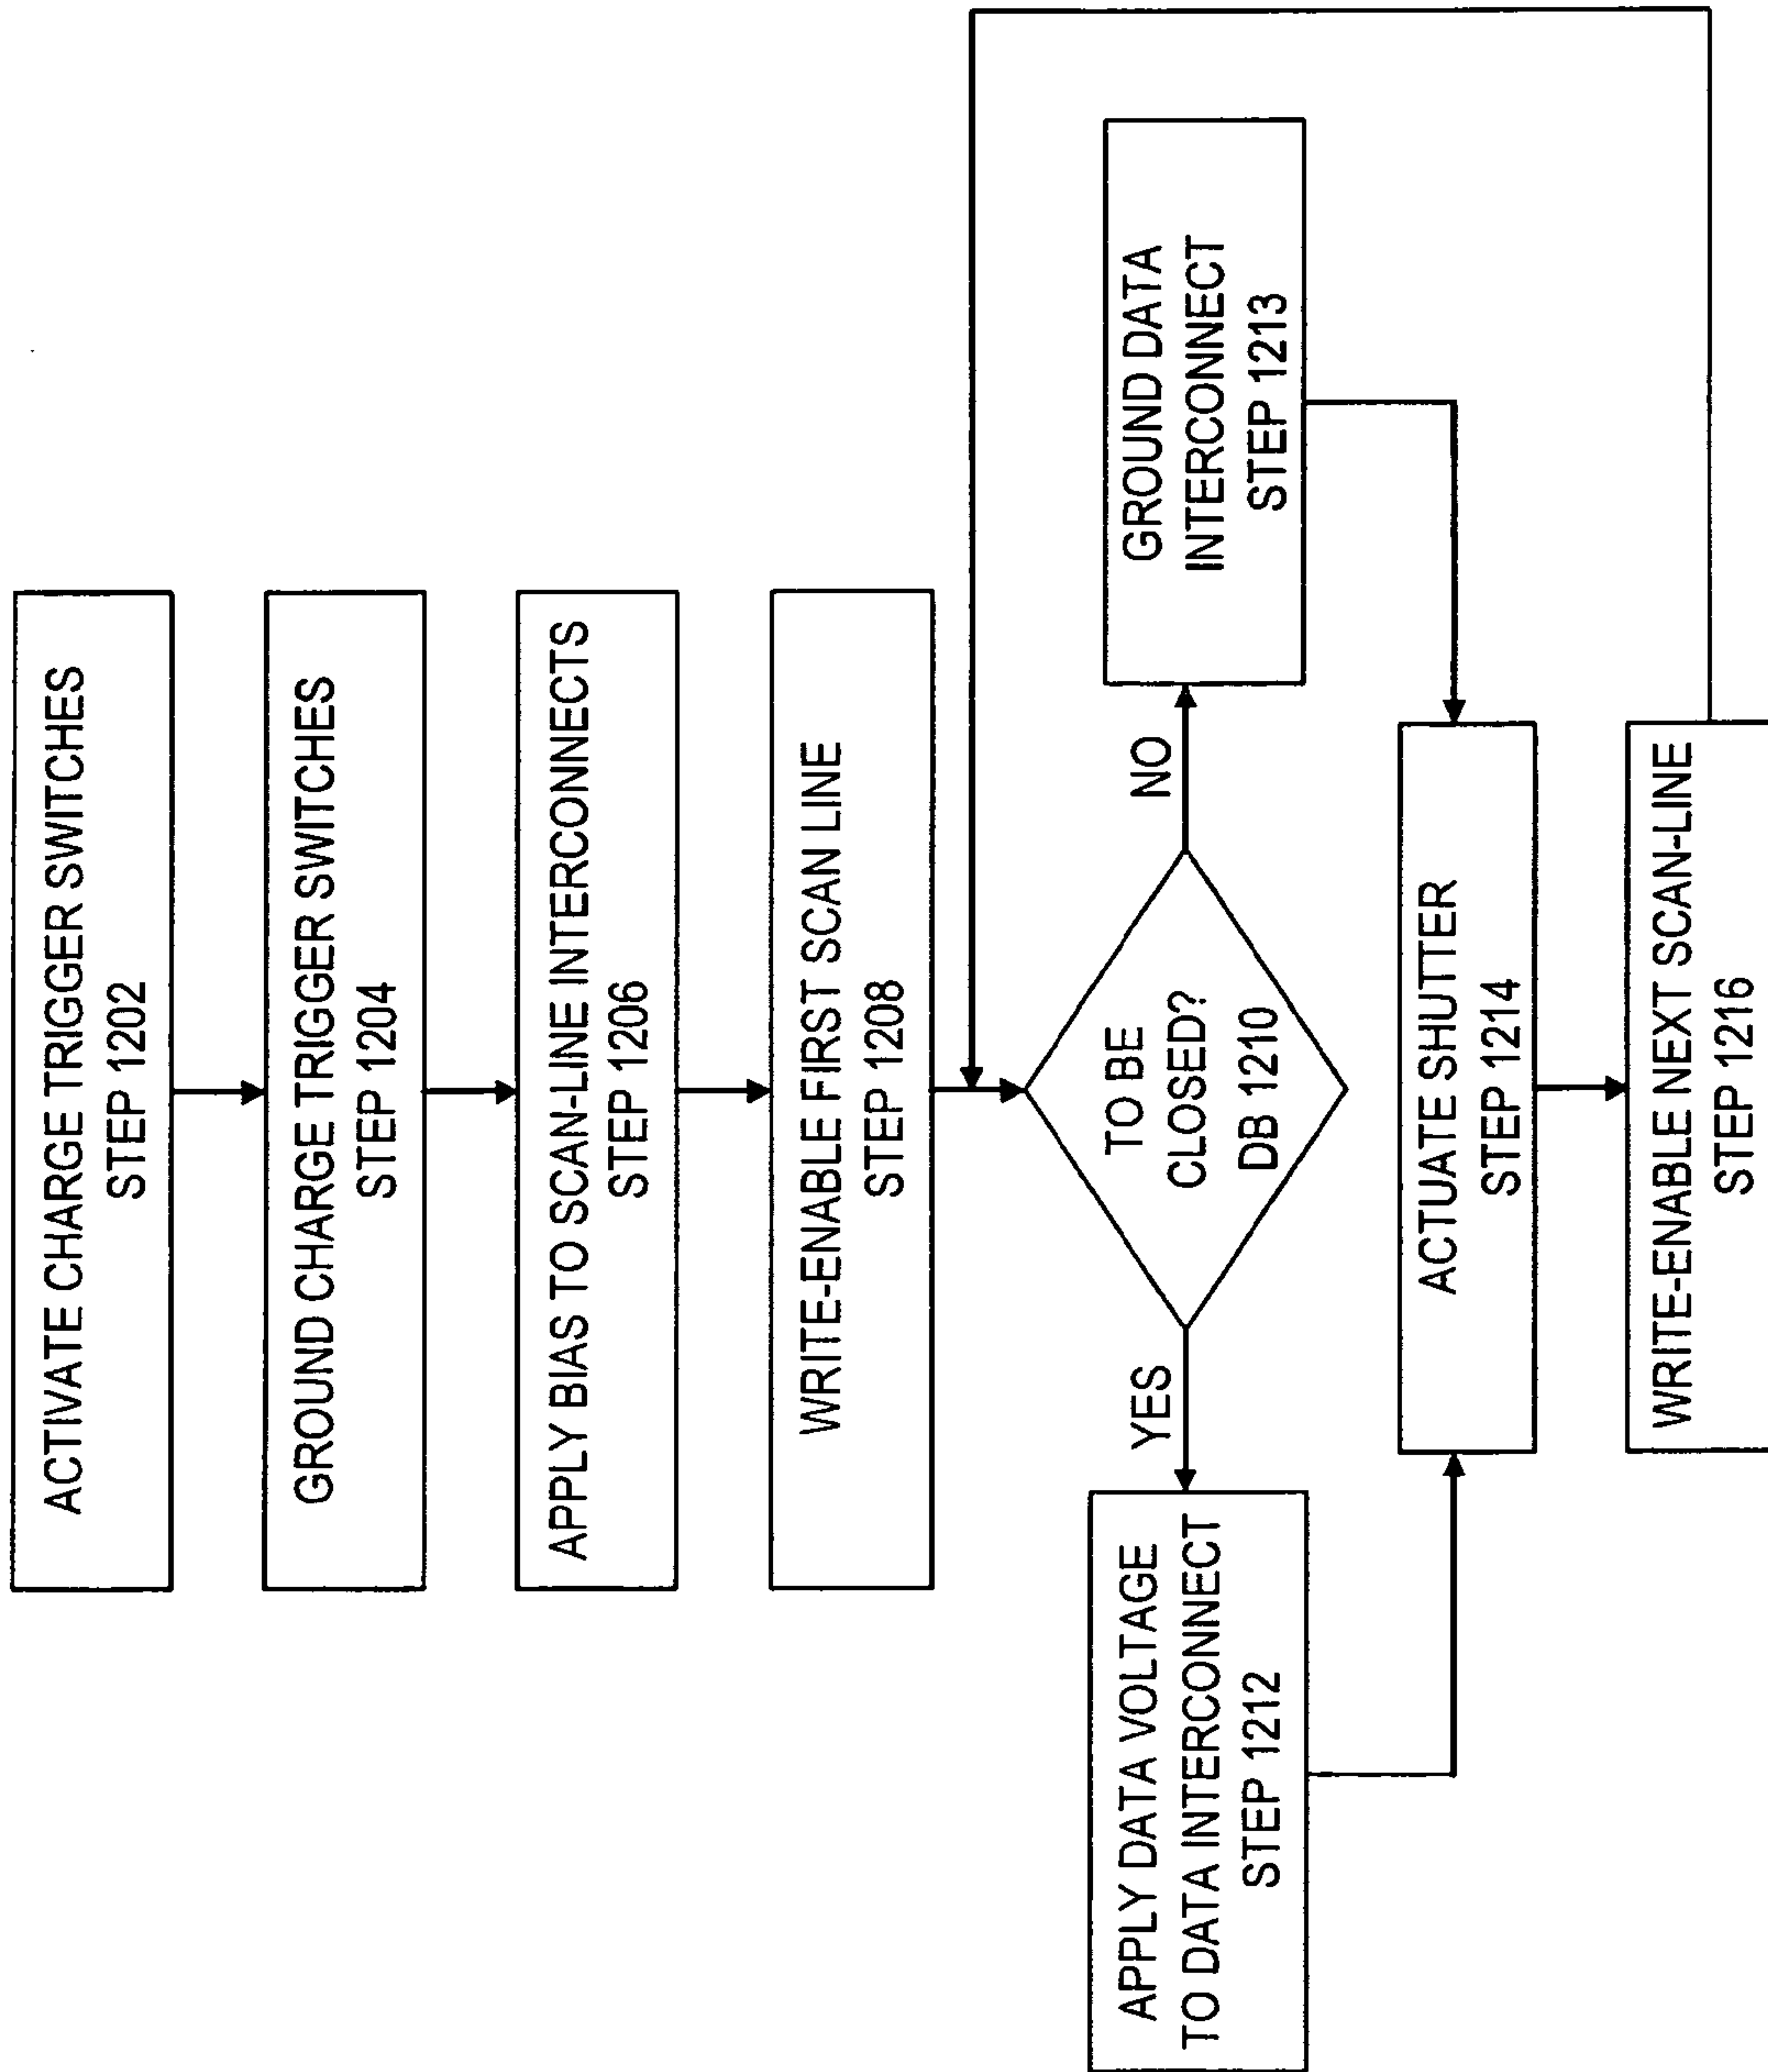 ACTIVATE CHARGE TRIGGER SWITCHES
STEP 1202
GROUND CHARGE TRIGGER SWITCHES
STEP 1204
APPLY BIAS TO SCAN-LINE INTERCONNECTS
STEP 1206
WRITE-ENABLE FIRST SCAN LINE
STEP 1208
TO BE
CLOSED?
DB 1210
YES
NO
APPLY DATA VOLTAGE
TO DATA INTERCONNECT
STEP 1212
GROUND DATA
INTERCONNECT
STEP 1213
ACTUATE SHUTTER
STEP 1214
WRITE-ENABLE NEXT SCAN-LINE
STEP 1216